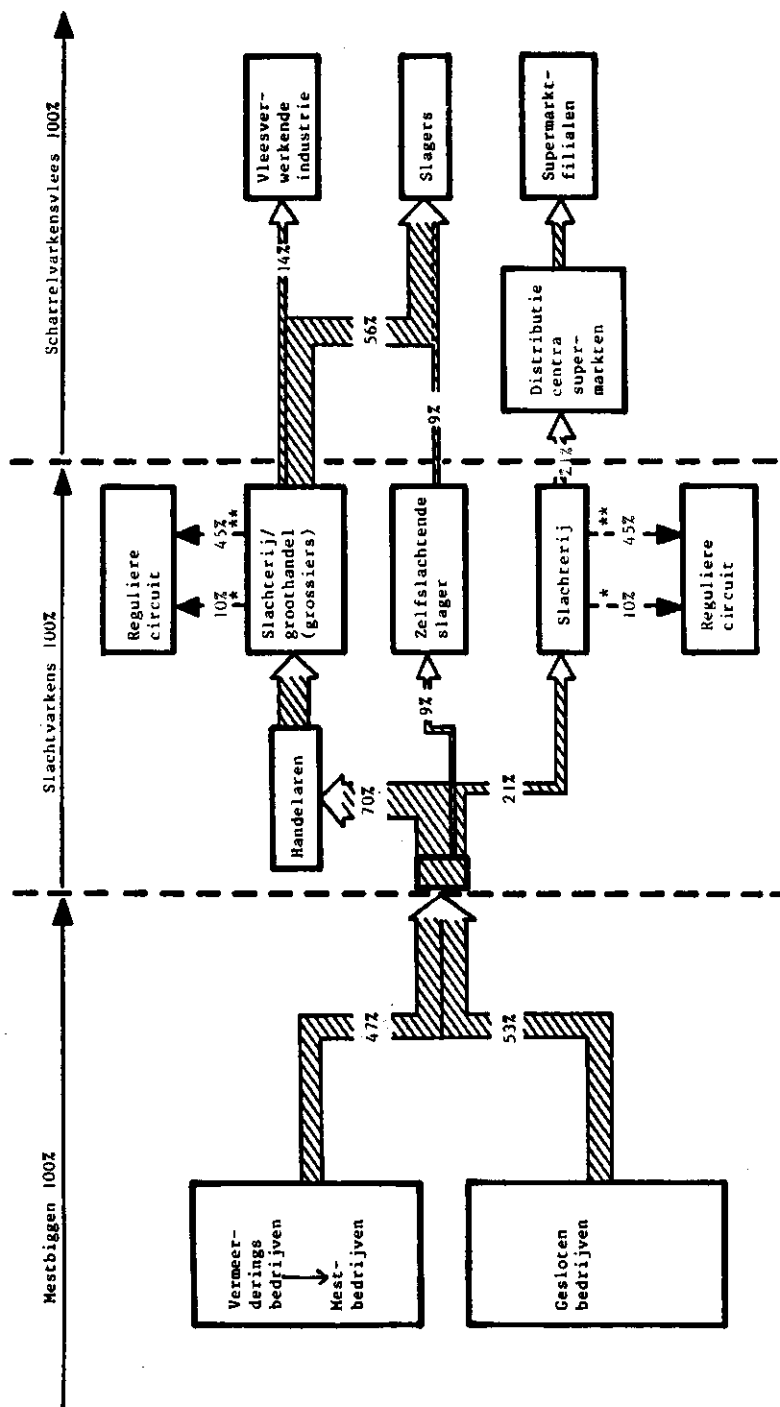 Mestbiggen 100%
Slachtvarkens 100%
Scharrelvarkensvlees 100%
Vermeer-
derings
bedrijven
Mest-
bedrijven
Gesloten
bedrijven
47%
53%
Handelaren
70%
9%
21%
Reguliere
circuit
10%
*
45%
**
Slachterij/
groothandel
(grossiers)
Zelfslachtende
slager
Slachterij
*
10%
**
45%
Reguliere
circuit
14%
56%
9%
21%
Vleesver-
werkende
industrie
Slagers
Distributie
centra
super-
markten
Supermarkt-
filialen